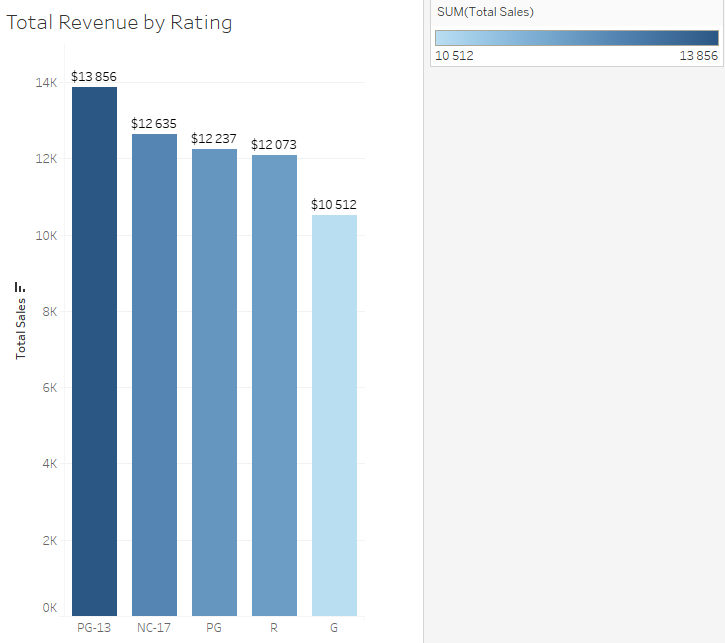 Total Revenue by Rating
SUM(Total Sales)
10 512 13 856
14K
12K
10K
8K
6K
4K
2K
0K
Total Sales
$13 856
$12 635
$12 237
$12 073
$10 512
PG-13 NC-17 PG R G